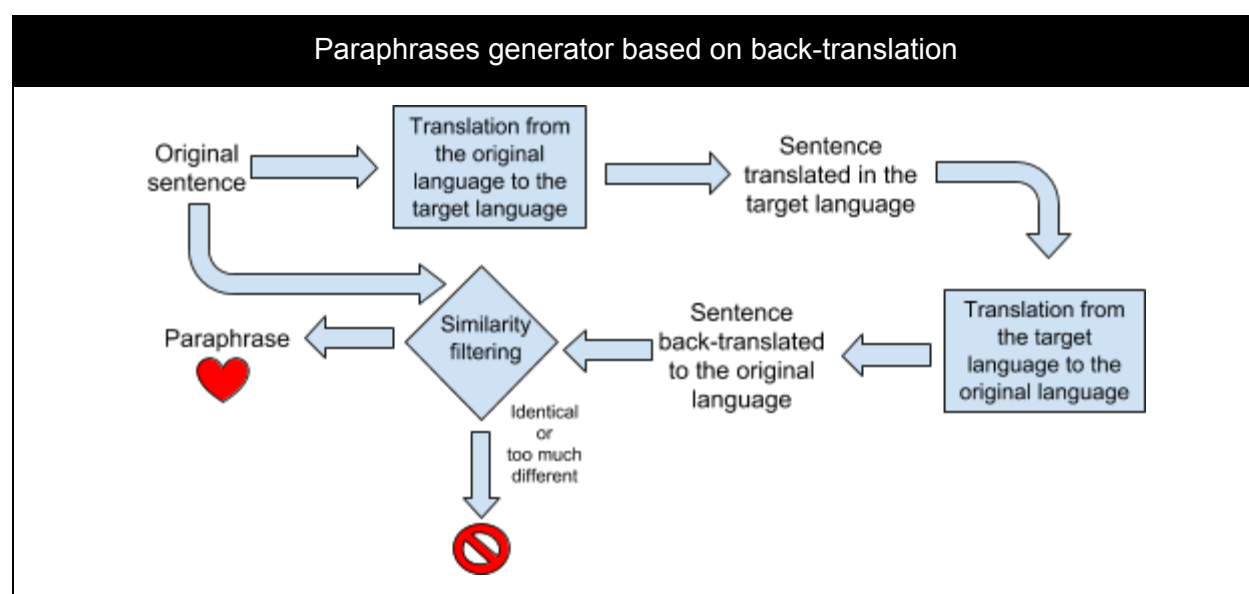 Paraphrases generator based on back-translation
Original
sentence
Translation from
the original
language to the
target language
Sentence
translated in the
target language
Translation from
the target
language to the
original language
Sentence
back-translated
to the original
language
Similarity
filtering
Paraphrase
Identical
or
too much
different